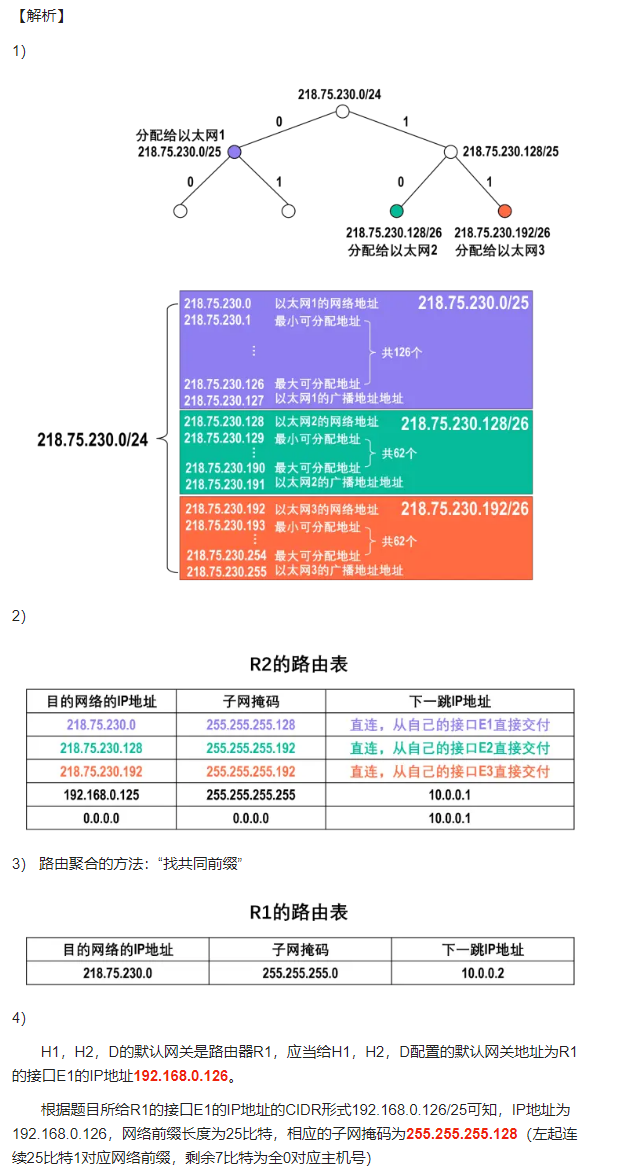 【解析】
1)
218.75.230.0/24
0
1
分配给以太网1
218.75.230.0/25
218.75.230.128/25
0
1
0
1
218.75.230.128/26
分配给以太网2
218.75.230.192/26
分配给以太网3
218.75.230.0/24
218.75.230.0 以太网1的网络地址 218.75.230.0/25
218.75.230.1 最小可分配地址
⋮ 共126个
218.75.230.126 最大可分配地址
218.75.230.127 以太网1的广播地址地址
218.75.230.128 以太网2的网络地址 218.75.230.128/26
218.75.230.129 最小可分配地址
⋮ 共62个
218.75.230.190 最大可分配地址
218.75.230.191 以太网2的广播地址地址
218.75.230.192 以太网3的网络地址 218.75.230.192/26
218.75.230.193 最小可分配地址
⋮ 共62个
218.75.230.254 最大可分配地址
218.75.230.255 以太网3的广播地址地址
2)
R2的路由表
目的网络的IP地址 子网掩码 下一跳IP地址
218.75.230.0 255.255.255.128 直连，从自己的接口E1直接交付
218.75.230.128 255.255.255.192 直连，从自己的接口E2直接交付
218.75.230.192 255.255.255.192 直连，从自己的接口E3直接交付
192.168.0.125 255.255.255.255 10.0.0.1
0.0.0.0 0.0.0.0 10.0.0.1
3) 路由聚合的方法：“找共同前缀”
R1的路由表
目的网络的IP地址 子网掩码 下一跳IP地址
218.75.230.0 255.255.255.0 10.0.0.2
4)
H1，H2，D的默认网关是路由器R1，应当给H1，H2，D配置的默认网关地址为R1
的接口E1的IP地址192.168.0.126。
根据题目所给R1的接口E1的IP地址的CIDR形式192.168.0.126/25可知，IP地址为
192.168.0.126，网络前缀长度为25比特，相应的子网掩码为255.255.255.128（左起连
续25比特1对应网络前缀，剩余7比特为全0对应主机号）